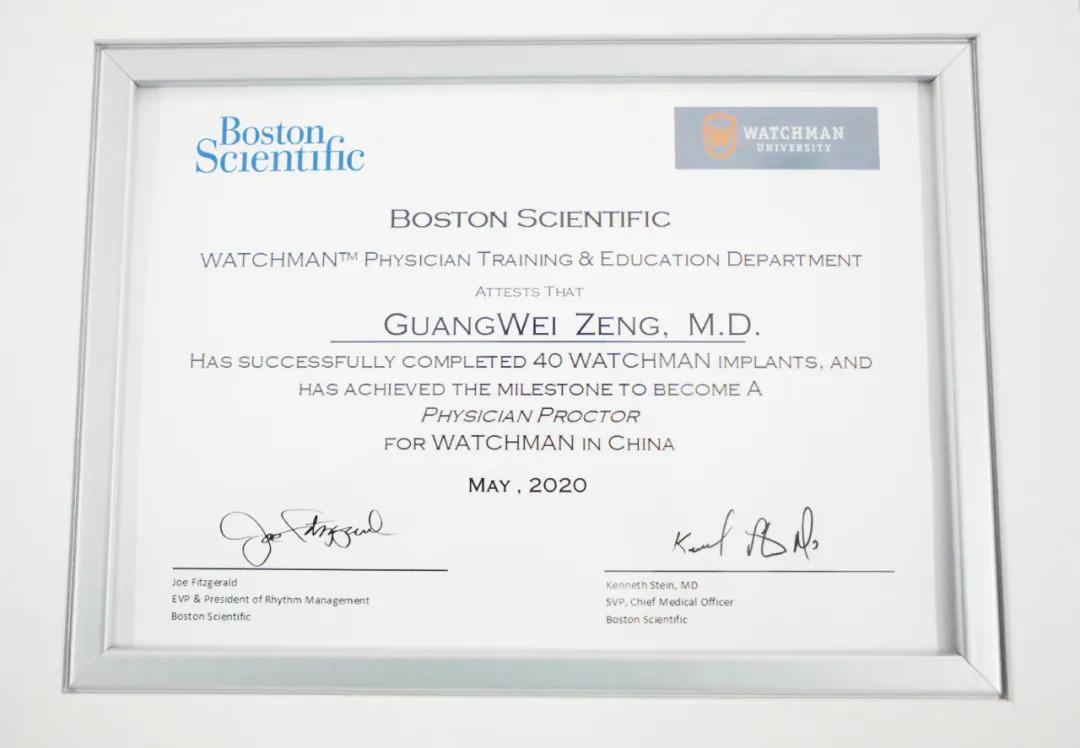 Boston
Scientific
W WATCHMAN
UNIVERSITY
BOSTON SCIENTIFIC
WATCHMAN™ PHYSICIAN TRAINING & EDUCATION DEPARTMENT
ATTESTS THAT
GUANGWEI ZENG, M.D.
HAS SUCCESSFULLY COMPLETED 40 WATCHMAN IMPLANTS, AND
HAS ACHIEVED THE MILESTONE TO BECOME A
PHYSICIAN PROCTOR
FOR WATCHMAN IN CHINA
MAY , 2020
Joe Fitzgerald
EVP & President of Rhythm Management
Boston Scientific
Kenneth Stein, MD
SVP, Chief Medical Officer
Boston Scientific